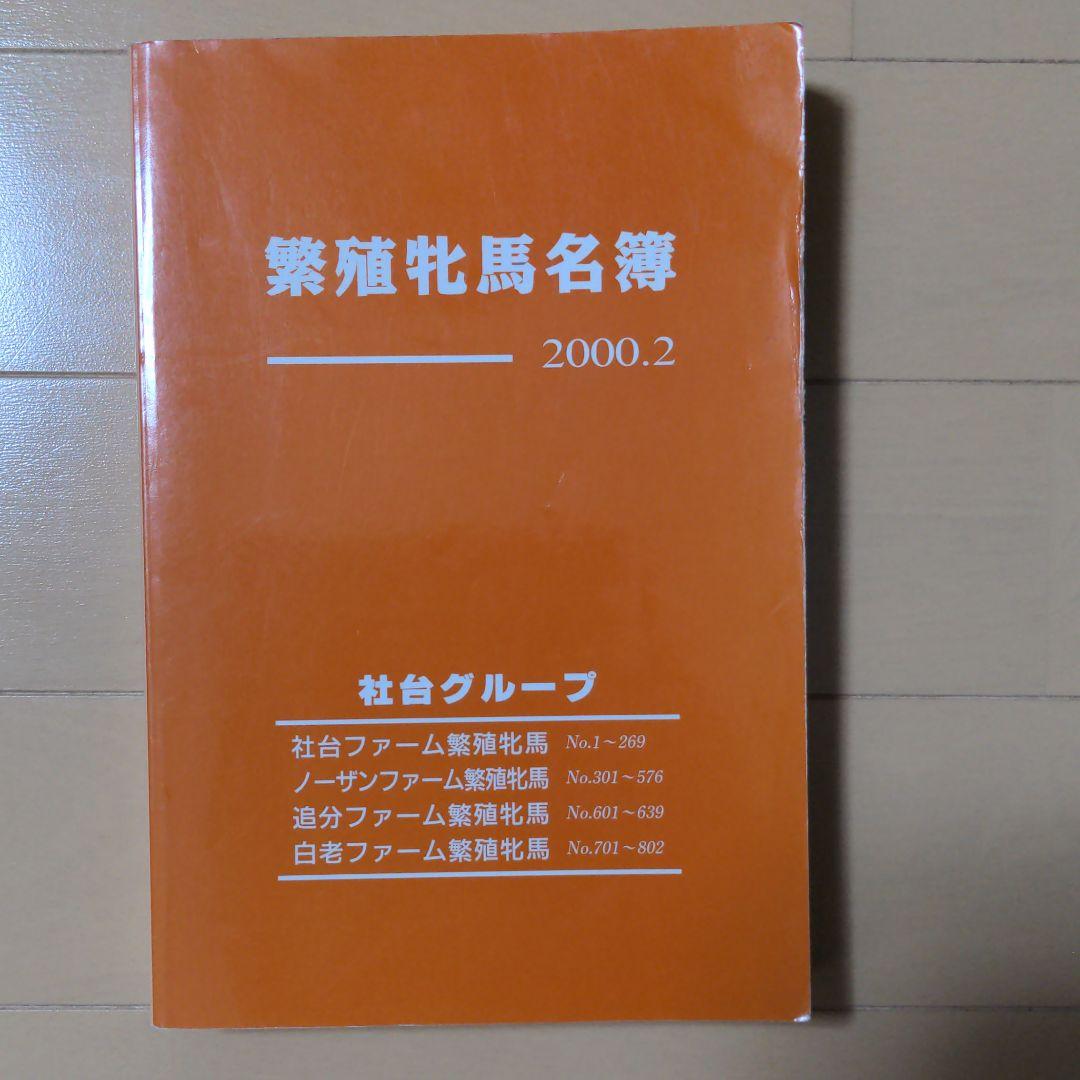 繁殖牝馬名簿
2000.2
社台グループ
社台ファーム繁殖牝馬 No.1～269
ノーザンファーム繁殖牝馬 No.301～576
追分ファーム繁殖牝馬 No.601～639
白老ファーム繁殖牝馬 No.701～802